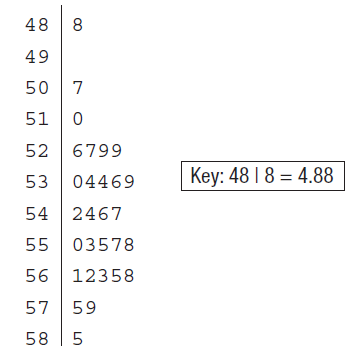 48 | 8
49 |
50 | 7
51 | 0
52 | 6799
53 | 04469
Key: 48 | 8 = 4.88
54 | 2467
55 | 03578
56 | 12358
57 | 59
58 | 5